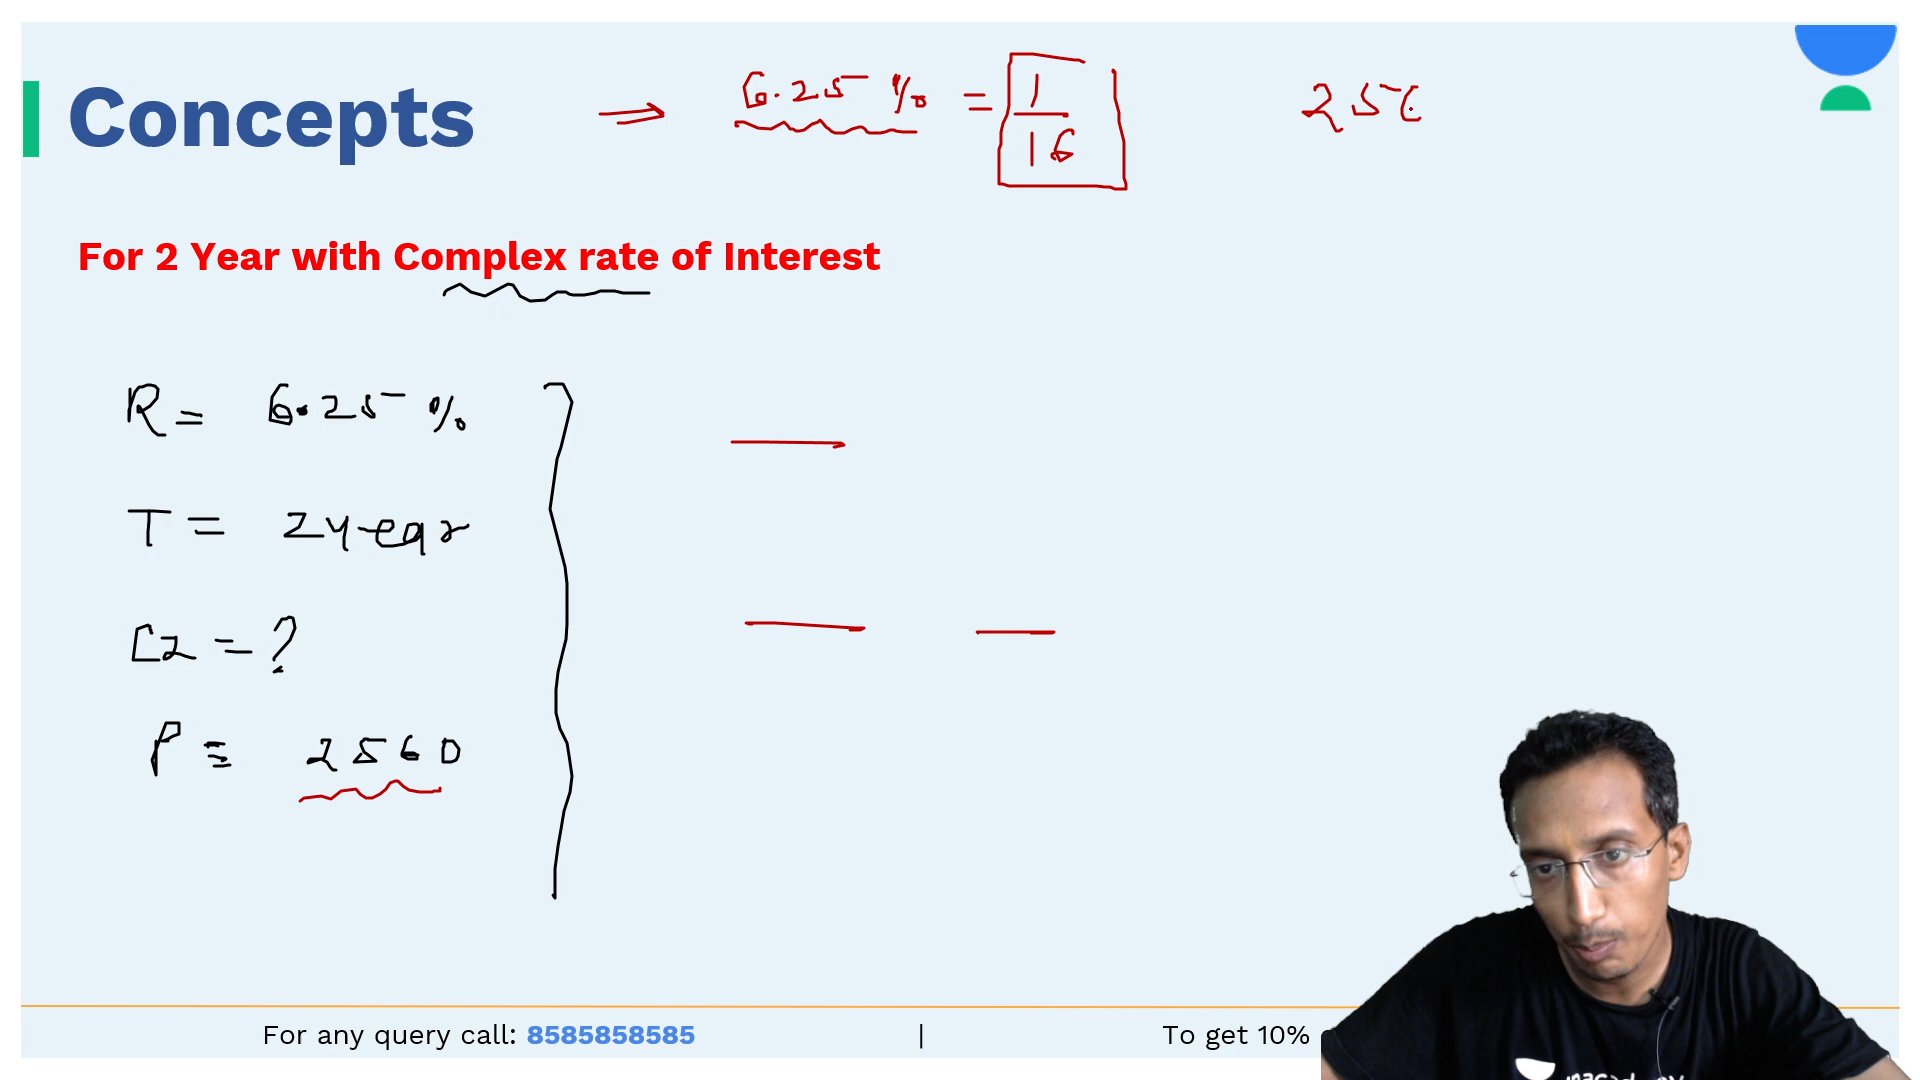 Concepts
⇒ 6.25 % = 1/16
25
For 2 Year with Complex rate of Interest
R = 6.25 %
T = 2 year
CI = ?
P = 2560
For any query call: 8585858585 | To get 10%